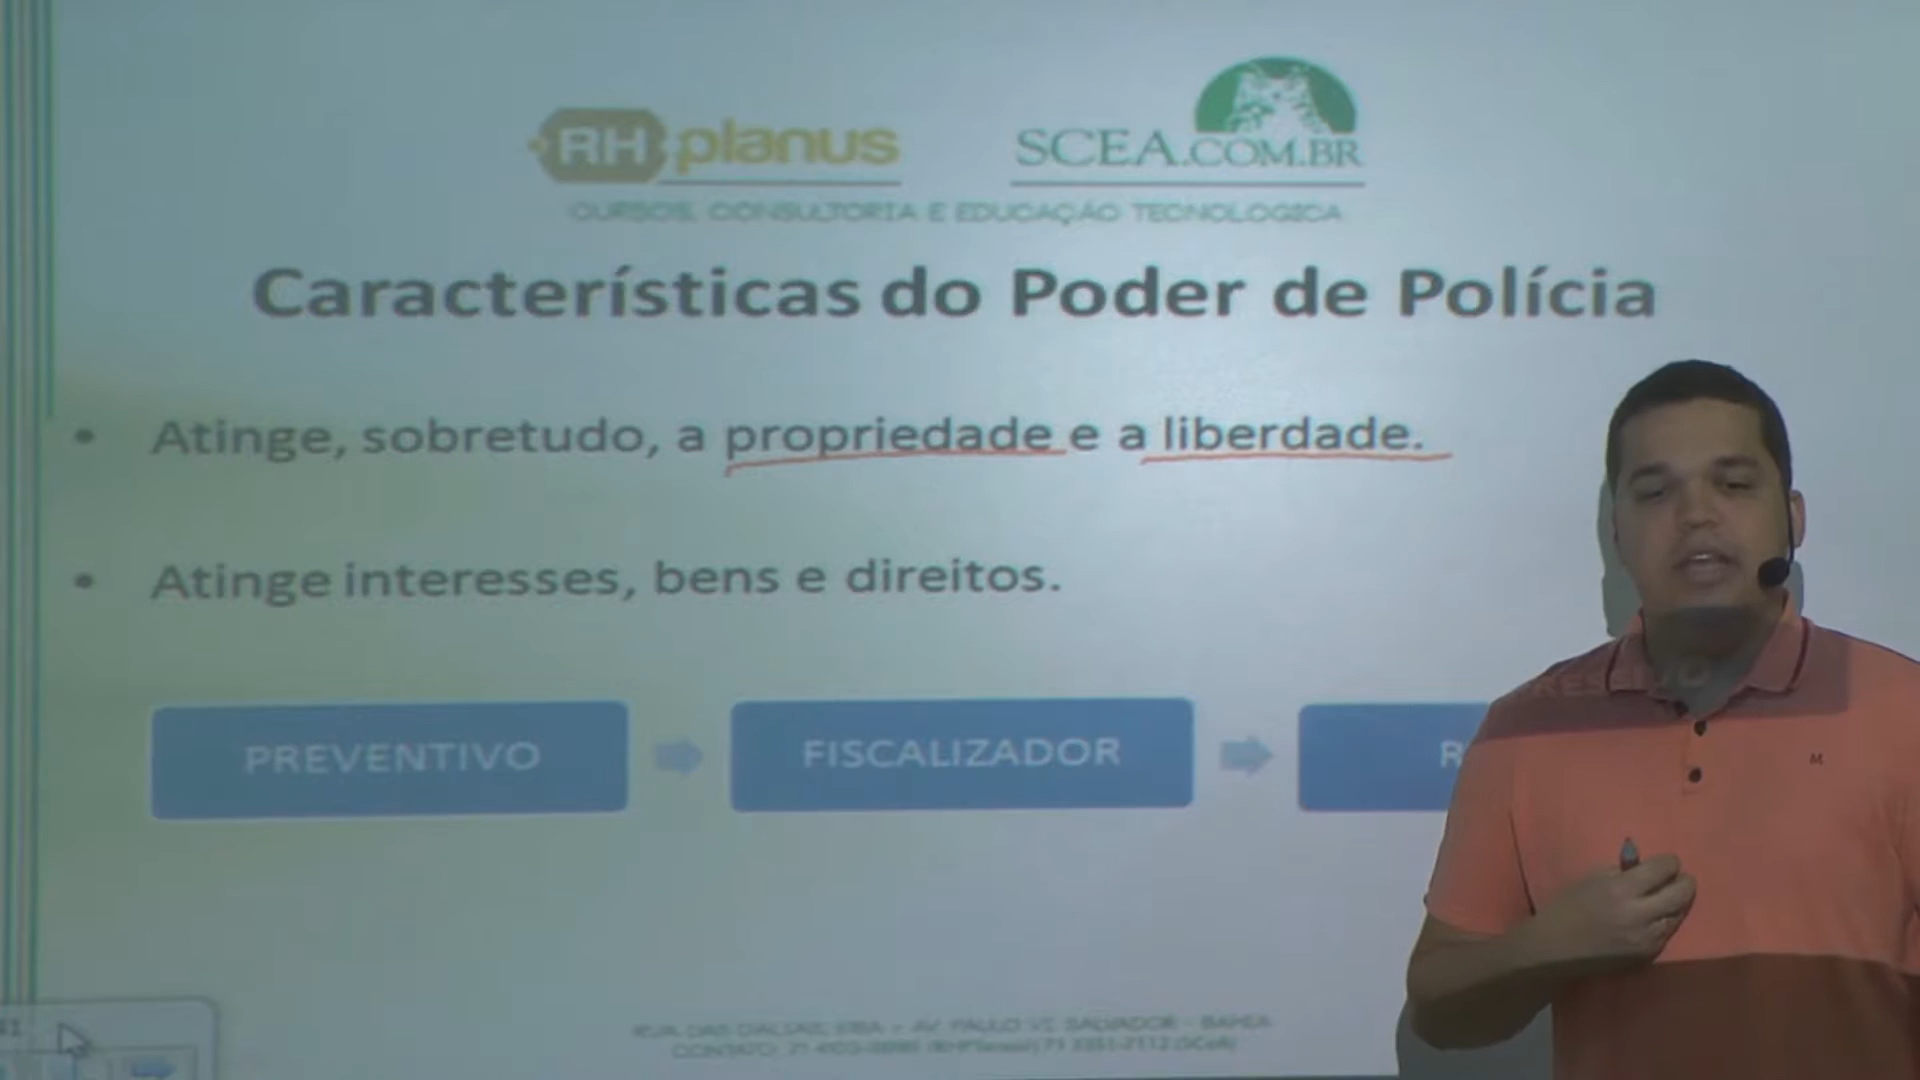 RH planus
SCEA.COM.BR
CURSOS, CONSULTORIA E EDUCAÇÃO TECNOLOGICA
Características do Poder de Polícia
• Atinge, sobretudo, a propriedade e a liberdade.
• Atinge interesses, bens e direitos.
PREVENTIVO
FISCALIZADOR
M